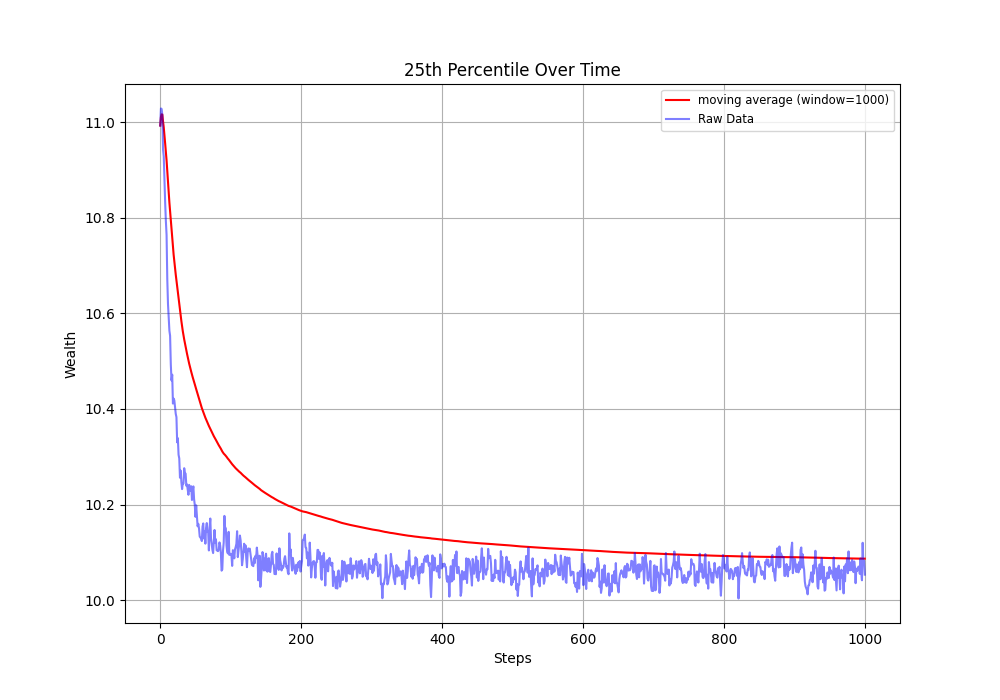 25th Percentile Over Time
moving average (window=1000)
Raw Data
11.0
10.8
10.6
10.4
10.2
10.0
Wealth
0 200 400 600 800 1000
Steps